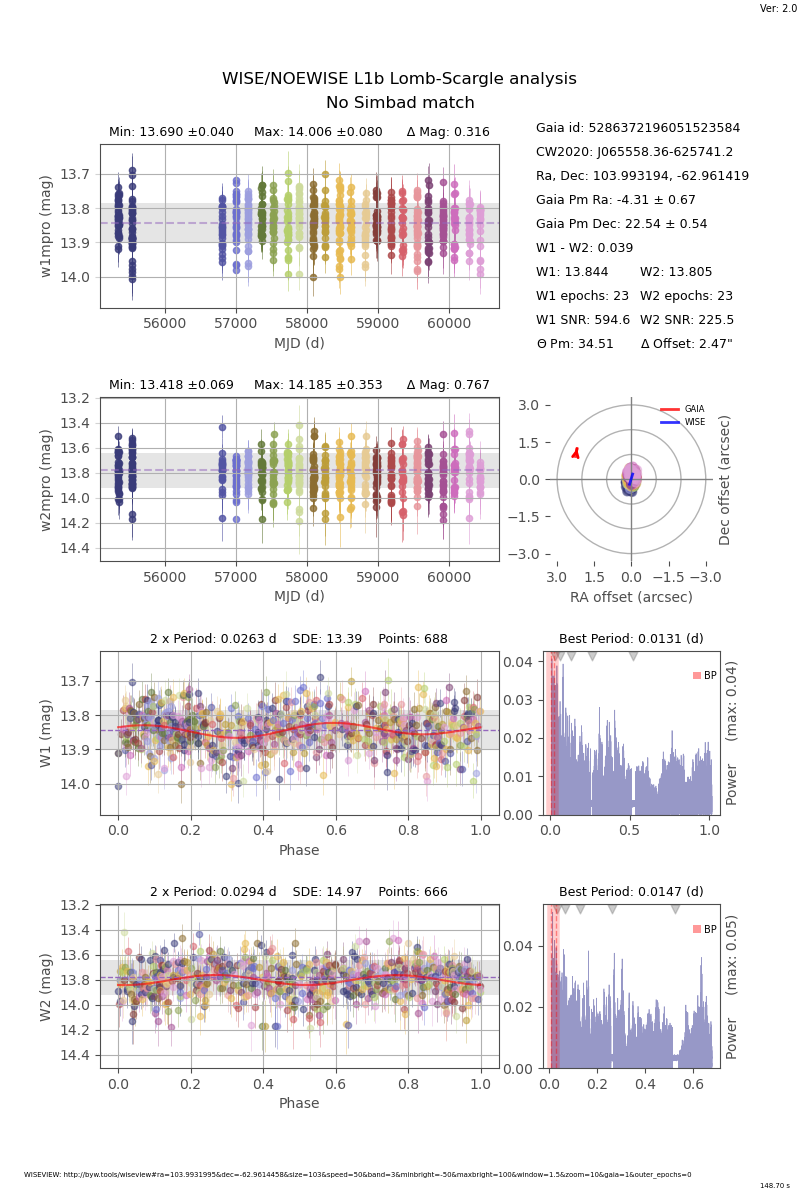 Ver: 2.0
WISE/NOEWISE L1b Lomb-Scargle analysis
No Simbad match
Min: 13.690 ±0.040 Max: 14.006 ±0.080 Δ Mag: 0.316
13.7
13.8
13.9
14.0
w1mpro (mag)
56000 57000 58000 59000 60000
MJD (d)
Gaia id: 5286372196051523584
CW2020: J065558.36-625741.2
Ra, Dec: 103.993194, -62.961419
Gaia Pm Ra: -4.31 ± 0.67
Gaia Pm Dec: 22.54 ± 0.54
W1 - W2: 0.039
W1: 13.844 W2: 13.805
W1 epochs: 23 W2 epochs: 23
W1 SNR: 594.6 W2 SNR: 225.5
Θ Pm: 34.51 Δ Offset: 2.47"
Min: 13.418 ±0.069 Max: 14.185 ±0.353 Δ Mag: 0.767
13.2
13.4
13.6
13.8
14.0
14.2
14.4
w2mpro (mag)
56000 57000 58000 59000 60000
MJD (d)
3.0
1.5
0.0
−1.5
−3.0
GAIA
WISE
Dec offset (arcsec)
3.0 1.5 0.0 −1.5 −3.0
RA offset (arcsec)
2 x Period: 0.0263 d SDE: 13.39 Points: 688
13.7
13.8
13.9
14.0
W1 (mag)
0.0 0.2 0.4 0.6 0.8 1.0
Phase
Best Period: 0.0131 (d)
0.04
0.03
0.02
0.01
0.00
BP
Power (max: 0.04)
0.0 0.5 1.0
2 x Period: 0.0294 d SDE: 14.97 Points: 666
13.2
13.4
13.6
13.8
14.0
14.2
14.4
W2 (mag)
0.0 0.2 0.4 0.6 0.8 1.0
Phase
Best Period: 0.0147 (d)
0.04
0.02
0.00
BP
Power (max: 0.05)
0.0 0.2 0.4 0.6
WISEVIEW: http://byw.tools/wiseview#ra=103.9931995&dec=-62.9614458&size=103&speed=50&band=3&minbright=-50&maxbright=100&window=1.5&zoom=10&gaia=1&outer_epochs=0
148.70 s